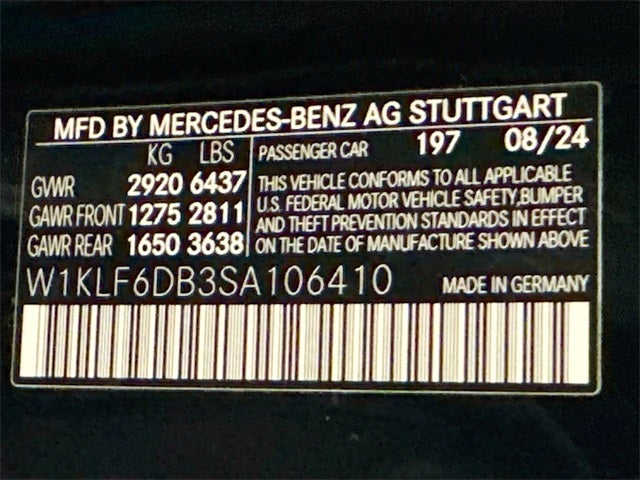 MFD BY MERCEDES-BENZ AG STUTTGART
KG LBS PASSENGER CAR 197 08/24
GVWR 2920 6437
GAWR FRONT 1275 2811
GAWR REAR 1650 3638
THIS VEHICLE CONFORMS TO ALL APPLICABLE
U.S. FEDERAL MOTOR VEHICLE SAFETY,BUMPER
AND THEFT PREVENTION STANDARDS IN EFFECT
ON THE DATE OF MANUFACTURE SHOWN ABOVE
W1KLF6DB3SA106410 MADE IN GERMANY